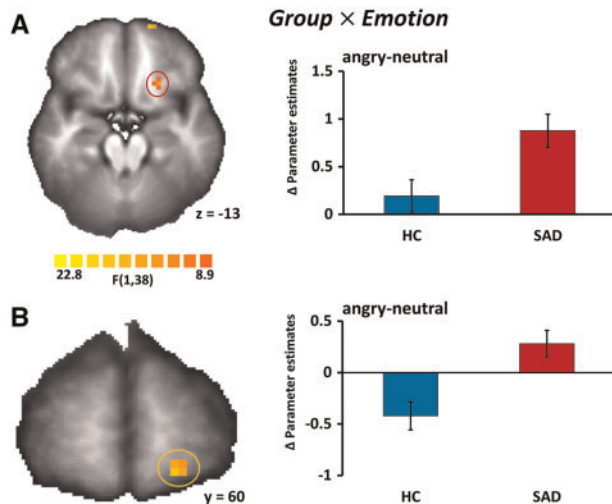 A
Group × Emotion
angry-neutral
Δ Parameter estimates
1.5
1
0.5
0
HC
SAD
z = -13
22.8
F(1,38)
8.9
B
angry-neutral
Δ Parameter estimates
0.5
0
-0.5
-1
HC
SAD
y = 60